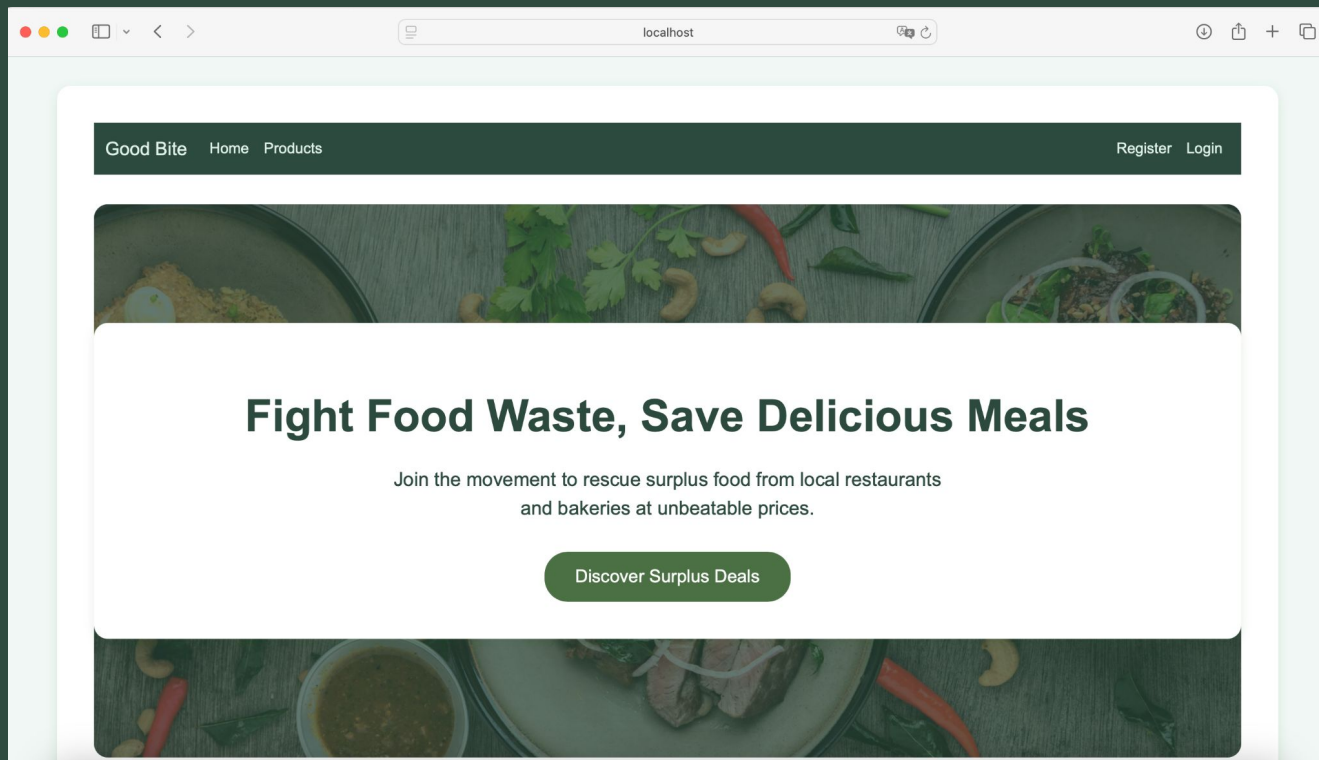 localhost
Good Bite Home Products Register Login
Fight Food Waste, Save Delicious Meals
Join the movement to rescue surplus food from local restaurants
and bakeries at unbeatable prices.
Discover Surplus Deals